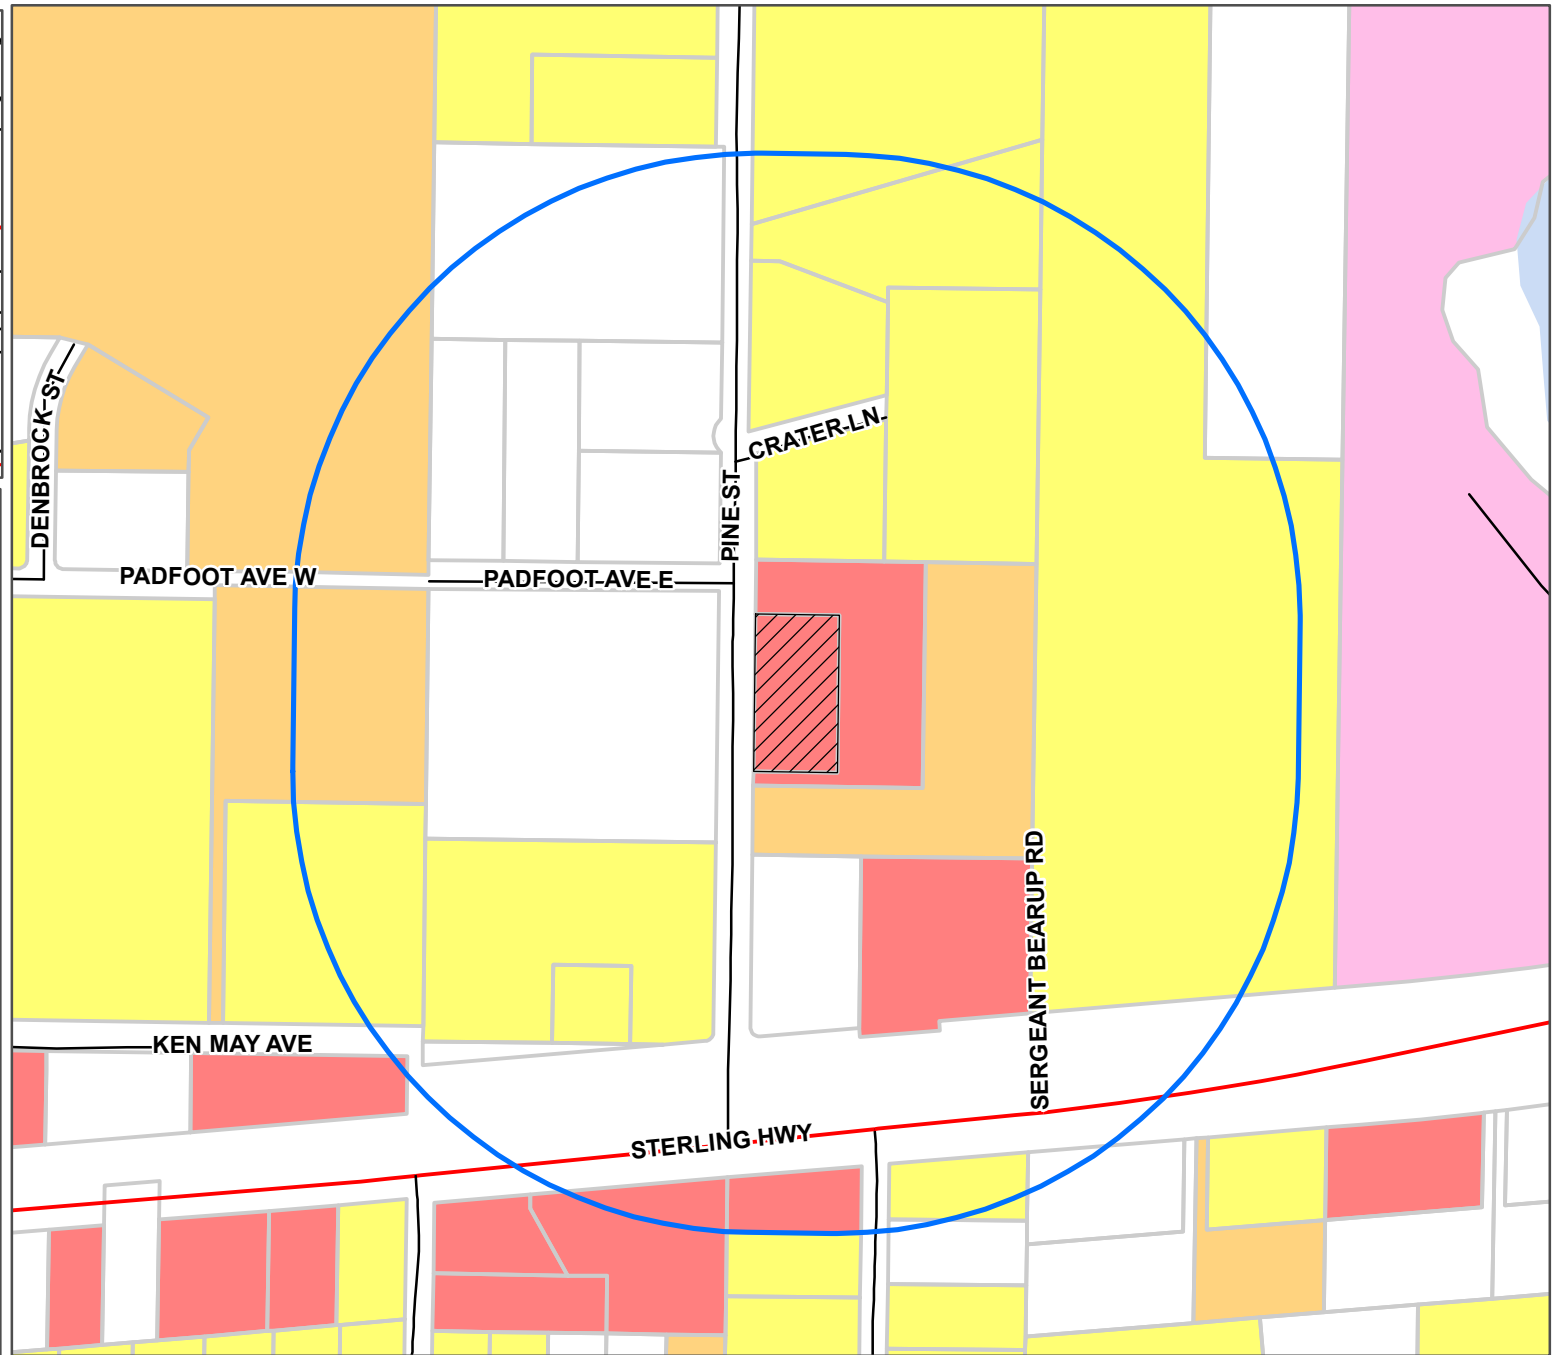 DENBROCK ST
CRATER LN
PINE ST
PADFOOT AVE W
PADFOOT AVE E
SERGEANT BEARUP RD
KEN MAY AVE
STERLING HWY